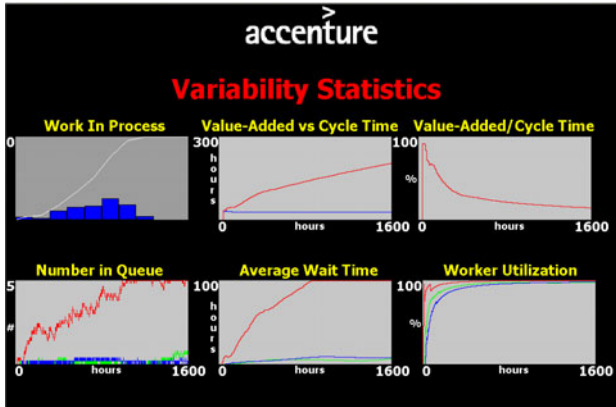 accenture
Variability Statistics
Work In Process
0
Value-Added vs Cycle Time
300
hours
0
hours
1600
Value-Added/Cycle Time
100
%
0
hours
1600
Number in Queue
5
#
0
hours
1600
Average Wait Time
100
hours
0
hours
1600
Worker Utilization
100
%
0
hours
1600